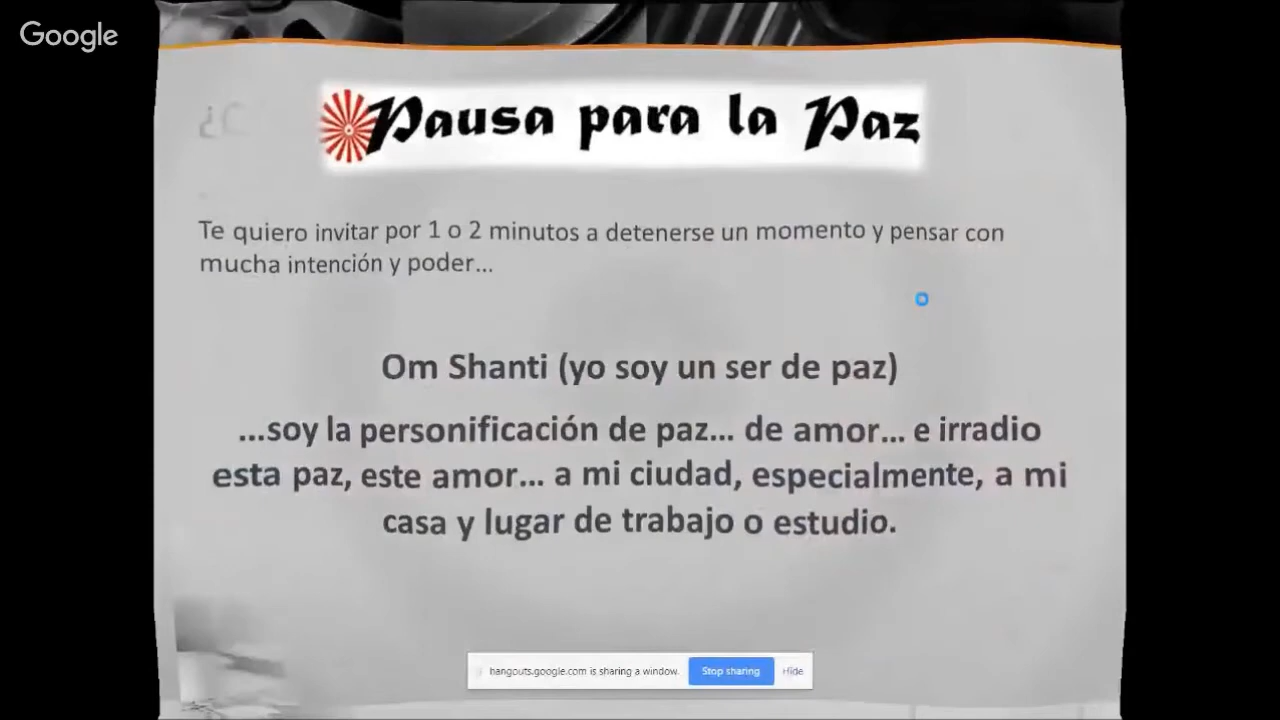 Google
Pausa para la Paz
¿C
Te quiero invitar por 1 o 2 minutos a detenerse un momento y pensar con
mucha intención y poder...
Om Shanti (yo soy un ser de paz)
...soy la personificación de paz... de amor... e irradio
esta paz, este amor... a mi ciudad, especialmente, a mi
casa y lugar de trabajo o estudio.
hangouts.google.com is sharing a window. Stop sharing Hide